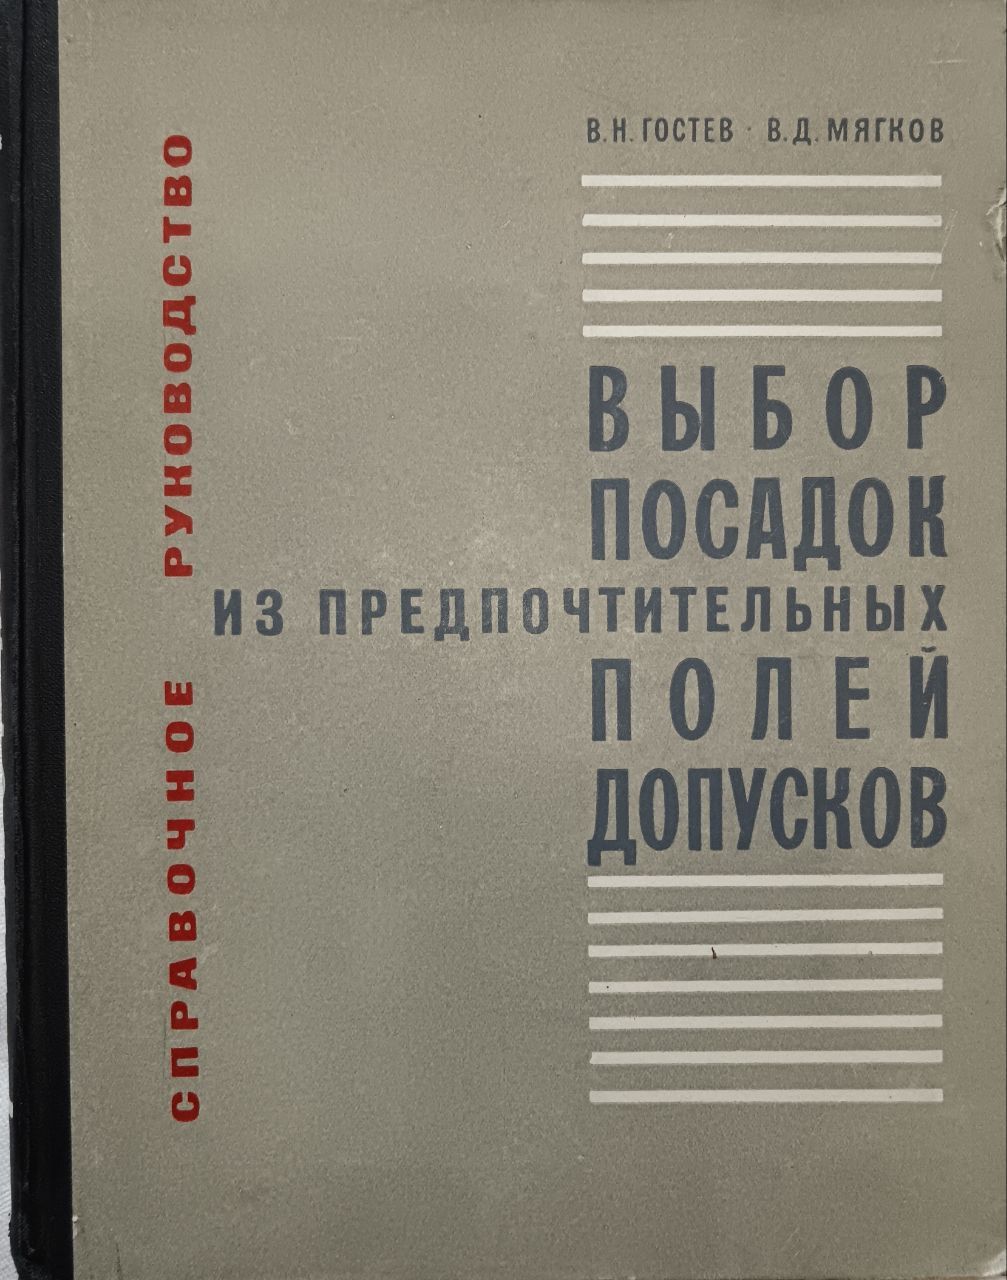 В.Н. ГОСТЕВ · В.Д. МЯГКОВ
ВЫБОР
ПОСАДОК
ИЗ ПРЕДПОЧТИТЕЛЬНЫХ
ПОЛЕЙ
ДОПУСКОВ
СПРАВОЧНОЕ РУКОВОДСТВО